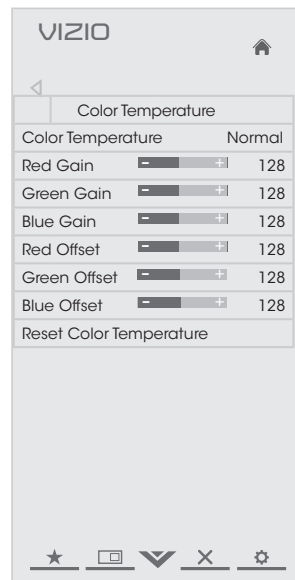 VIZIO
Color Temperature
Color Temperature Normal
Red Gain - + 128
Green Gain - + 128
Blue Gain - + 128
Red Offset - + 128
Green Offset - + 128
Blue Offset - + 128
Reset Color Temperature